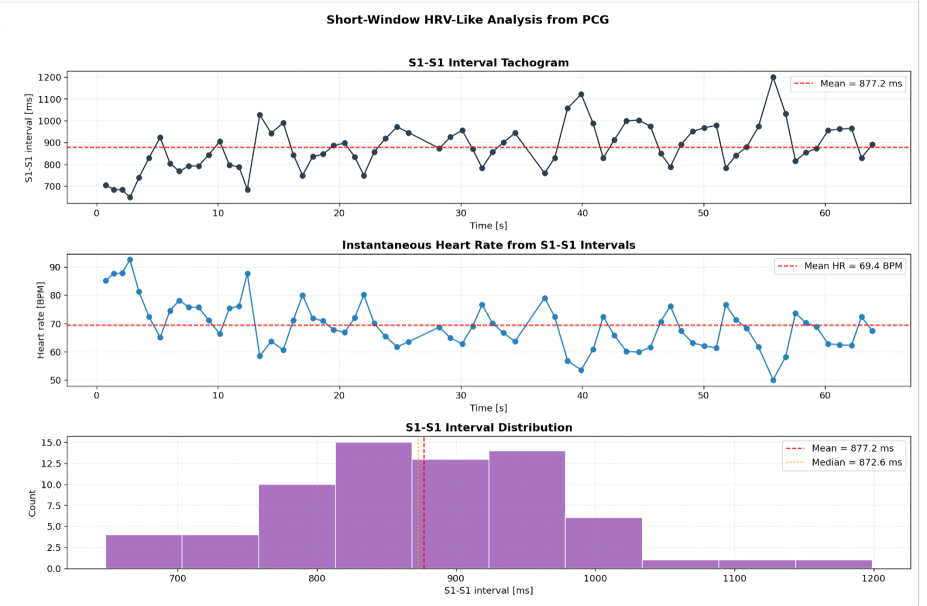 Short-Window HRV-Like Analysis from PCG
S1-S1 Interval Tachogram
S1-S1 interval [ms]
1200
1100
1000
900
800
700
Mean = 877.2 ms
0 10 20 30 40 50 60
Time [s]
Instantaneous Heart Rate from S1-S1 Intervals
Heart rate [BPM]
90
80
70
60
50
Mean HR = 69.4 BPM
0 10 20 30 40 50 60
Time [s]
S1-S1 Interval Distribution
Count
15.0
12.5
10.0
7.5
5.0
2.5
0.0
Mean = 877.2 ms
Median = 872.6 ms
700 800 900 1000 1100 1200
S1-S1 interval [ms]